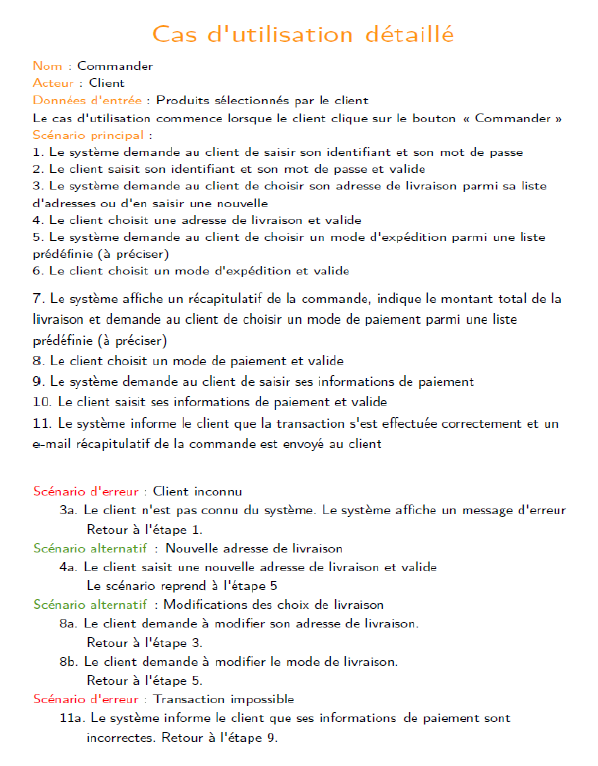 Cas d'utilisation détaillé
Nom : Commander
Acteur : Client
Données d'entrée : Produits sélectionnés par le client
Le cas d'utilisation commence lorsque le client clique sur le bouton « Commander »
Scénario principal :
1. Le système demande au client de saisir son identifiant et son mot de passe
2. Le client saisit son identifiant et son mot de passe et valide
3. Le système demande au client de choisir son adresse de livraison parmi sa liste
d'adresses ou d'en saisir une nouvelle
4. Le client choisit une adresse de livraison et valide
5. Le système demande au client de choisir un mode d'expédition parmi une liste
prédéfinie (à préciser)
6. Le client choisit un mode d'expédition et valide
7. Le système affiche un récapitulatif de la commande, indique le montant total de la
livraison et demande au client de choisir un mode de paiement parmi une liste
prédéfinie (à préciser)
8. Le client choisit un mode de paiement et valide
9. Le système demande au client de saisir ses informations de paiement
10. Le client saisit ses informations de paiement et valide
11. Le système informe le client que la transaction s'est effectuée correctement et un
e-mail récapitulatif de la commande est envoyé au client
Scénario d'erreur : Client inconnu
3a. Le client n'est pas connu du système. Le système affiche un message d'erreur
Retour à l'étape 1.
Scénario alternatif : Nouvelle adresse de livraison
4a. Le client saisit une nouvelle adresse de livraison et valide
Le scénario reprend à l'étape 5
Scénario alternatif : Modifications des choix de livraison
8a. Le client demande à modifier son adresse de livraison.
Retour à l'étape 3.
8b. Le client demande à modifier le mode de livraison.
Retour à l'étape 5.
Scénario d'erreur : Transaction impossible
11a. Le système informe le client que ses informations de paiement sont
incorrectes. Retour à l'étape 9.